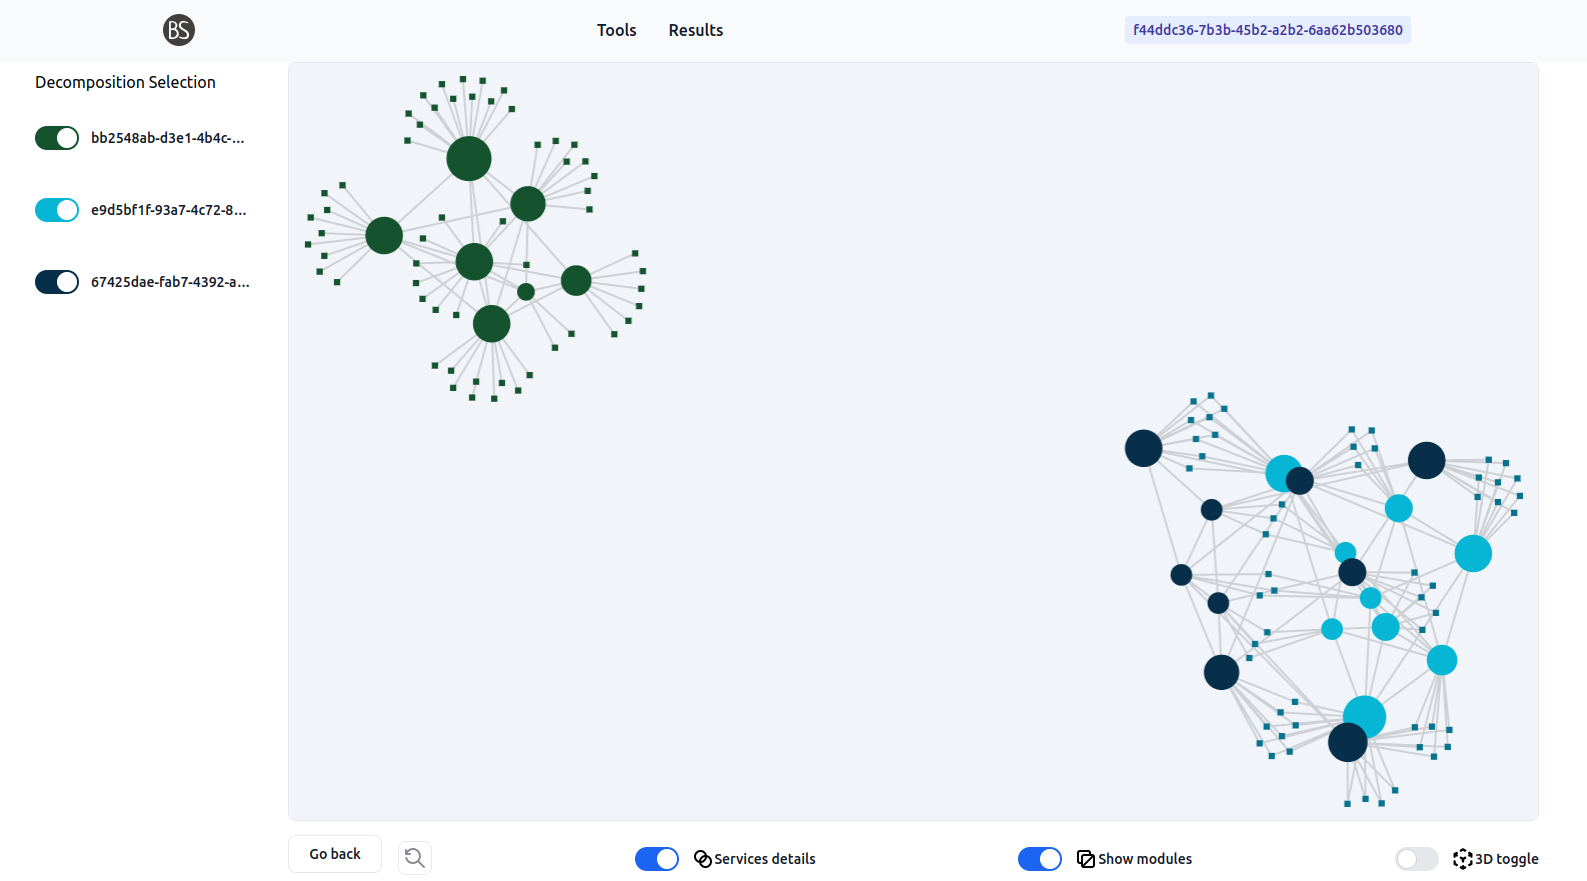 BS
Tools
Results
f44ddc36-7b3b-45b2-a2b2-6aa62b503680
Decomposition Selection
bb2548ab-d3e1-4b4c-...
e9d5bf1f-93a7-4c72-8...
67425dae-fab7-4392-a...
Go back
Services details
Show modules
3D toggle